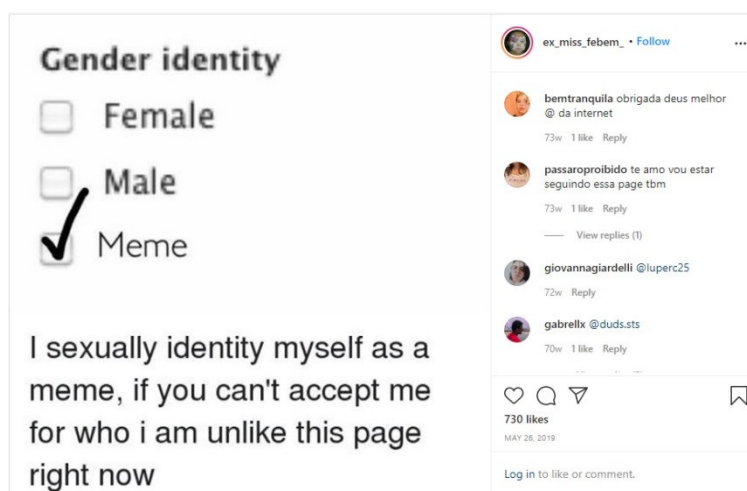 Gender identity
Female
Male
Meme
I sexually identity myself as a
meme, if you can't accept me
for who i am unlike this page
right now
ex_miss_febem_ • Follow
bemtranquila obrigada deus melhor
@ da internet
73w 1 like Reply
passaroproibido te amo vou estar
seguindo essa page tbm
73w 1 like Reply
View replies (1)
giovannagiardelli @luperc25
72w Reply
gabrellx @duds.sts
70w 1 like Reply
730 likes
MAY 26, 2019
Log in to like or comment.